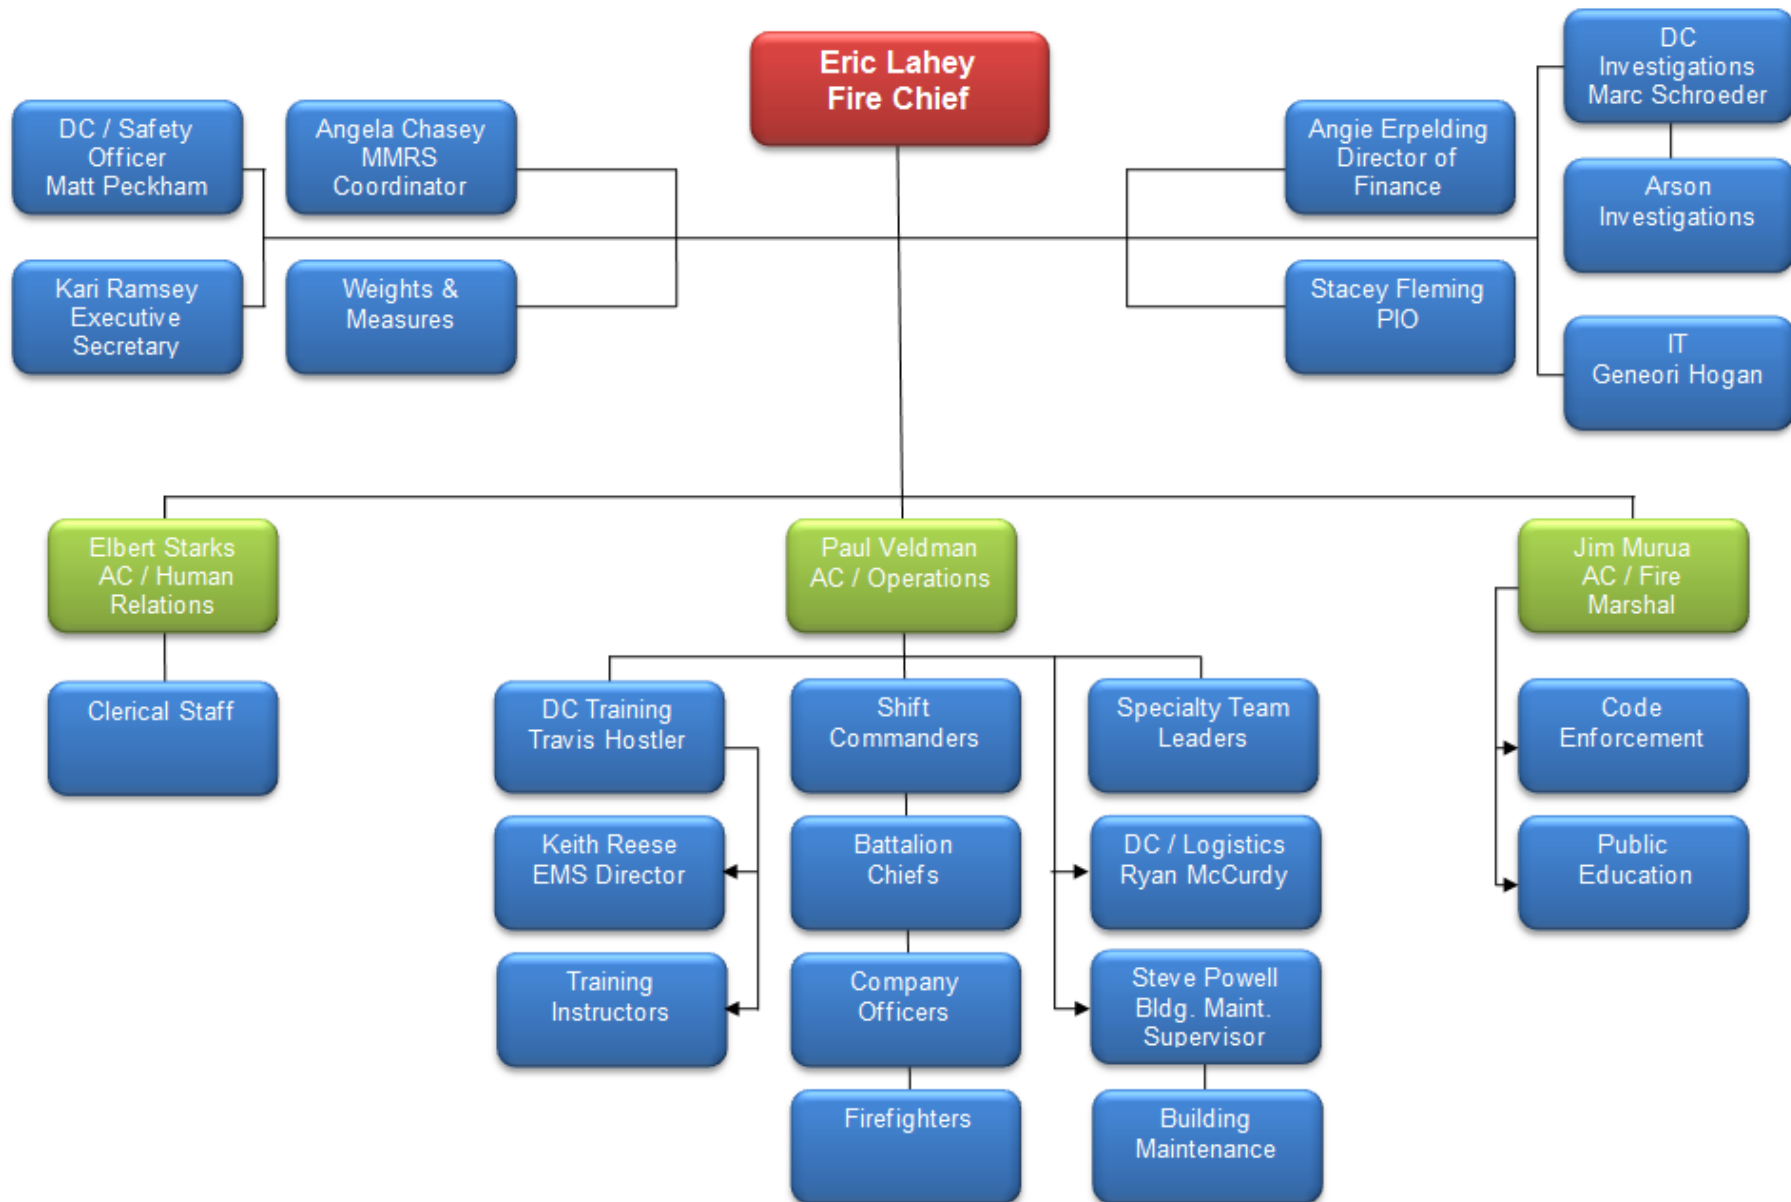 Eric Lahey
Fire Chief
DC
Investigations
Marc Schroeder
DC / Safety
Officer
Matt Peckham
Angela Chasey
MMRS
Coordinator
Angie Erpelding
Director of
Finance
Arson
Investigations
Kari Ramsey
Executive
Secretary
Weights &
Measures
Stacey Fleming
PIO
IT
Geneori Hogan
Elbert Starks
AC / Human
Relations
Paul Veldman
AC / Operations
Jim Murua
AC / Fire
Marshal
Clerical Staff
DC Training
Travis Hostler
Shift
Commanders
Specialty Team
Leaders
Code
Enforcement
Keith Reese
EMS Director
Battalion
Chiefs
DC / Logistics
Ryan McCurdy
Public
Education
Training
Instructors
Company
Officers
Steve Powell
Bldg. Maint.
Supervisor
Firefighters
Building
Maintenance